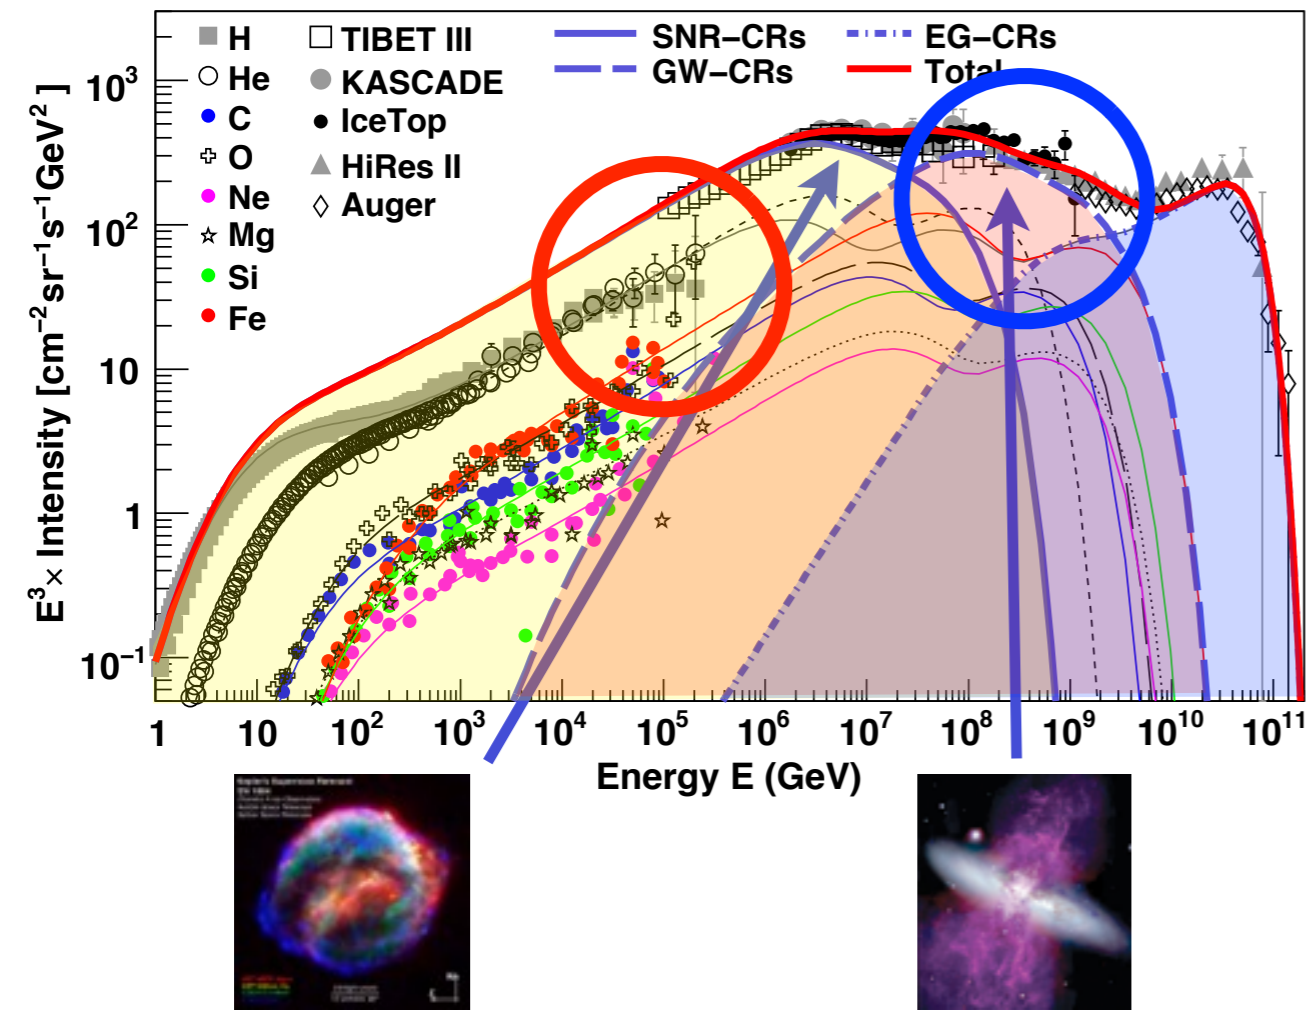 H
He
C
O
Ne
Mg
Si
Fe
TIBET III
KASCADE
IceTop
HiRes II
Auger
SNR−CRs
GW−CRs
EG−CRs
Total
E³× Intensity [cm⁻²sr⁻¹s⁻¹GeV²]
10³
10²
10
1
10⁻¹
1 10 10² 10³ 10⁴ 10⁵ 10⁶ 10⁷ 10⁸ 10⁹ 10¹⁰ 10¹¹
Energy E (GeV)